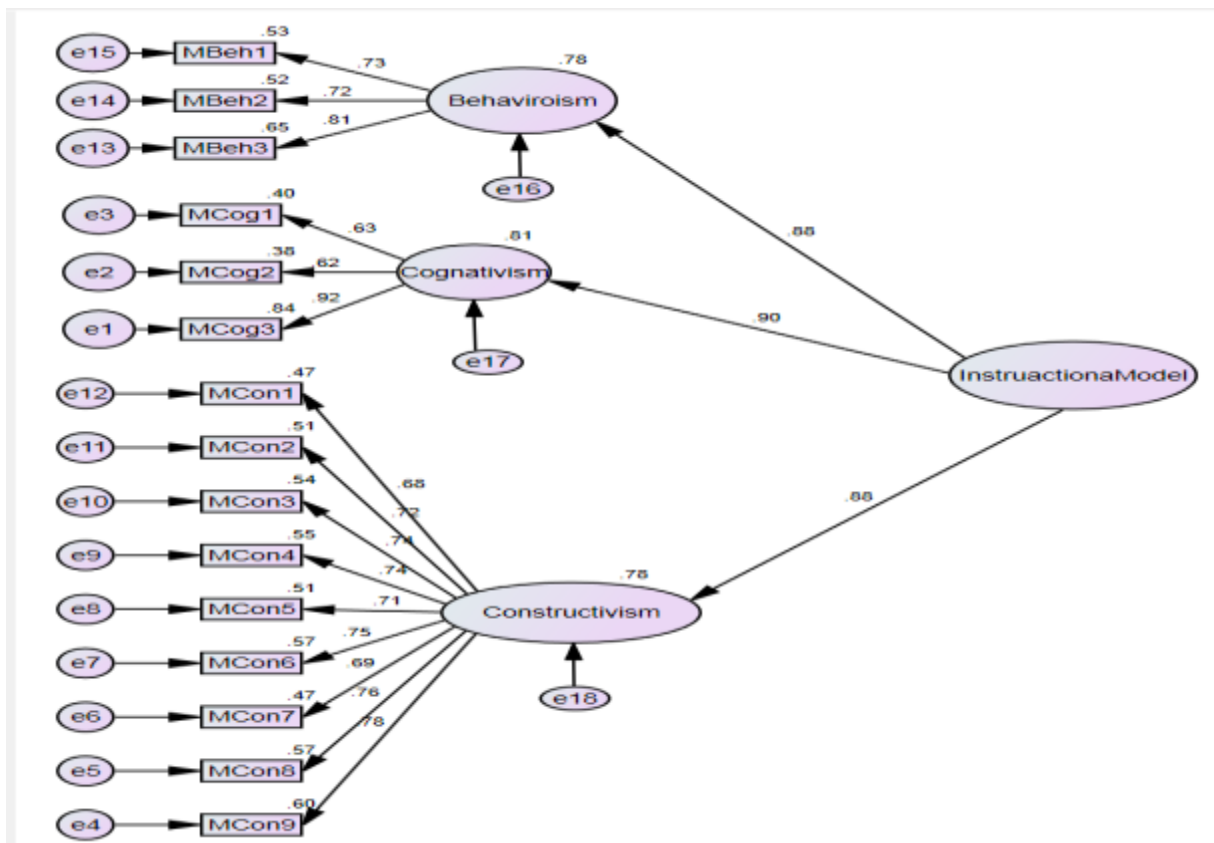 .53
e15 MBeh1
.73
.78
.52
e14 MBeh2 .72 Behaviroism
.65 .81
e13 MBeh3
e16
.40
e3 MCog1
.63
.81
.88
.38
e2 MCog2 .62 Cognativism
.84 .92
e1 MCog3
.90
e17
InstruactionaModel
.47
e12 MCon1
.51
e11 MCon2
.54 .68
e10 MCon3
.72
.88
.55 .74
e9 MCon4
.74
.78
.51
e8 MCon5 .71 Constructivism
.57 .75
e7 MCon6
.69
.47 .76
e6 MCon7
.78
e18
.57
e5 MCon8
.60
e4 MCon9